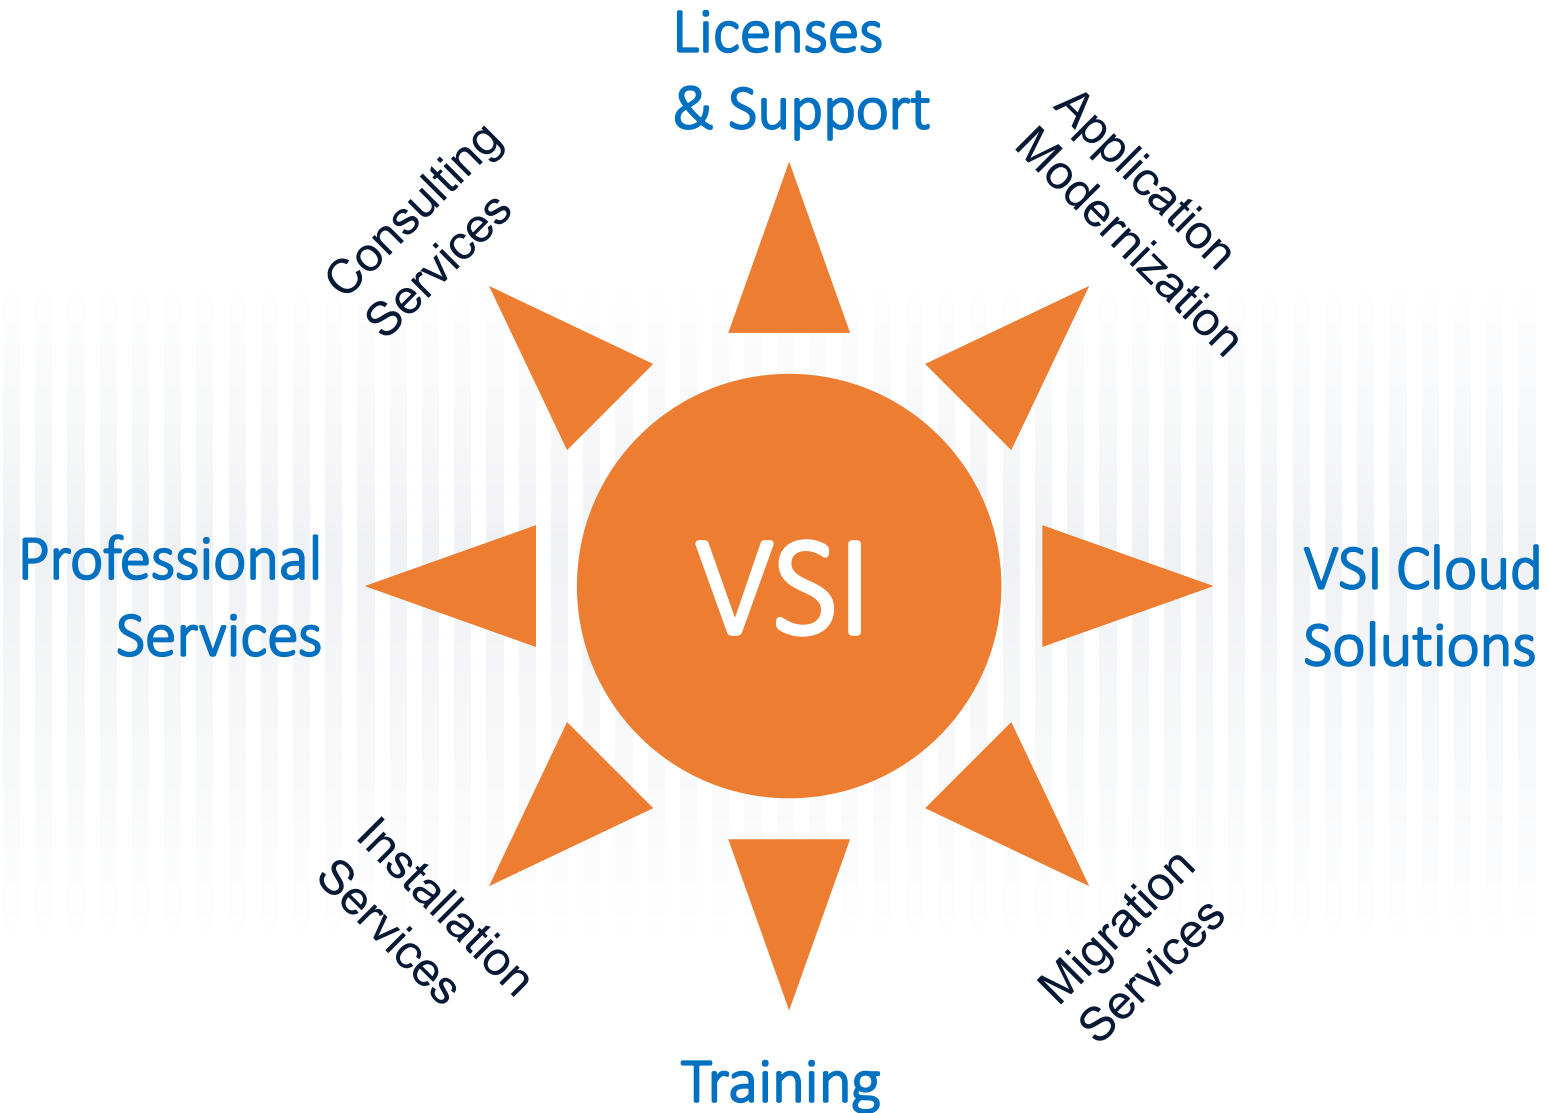 Licenses
& Support
Consulting
Services
Application
Modernization
Professional
Services
VSI
VSI Cloud
Solutions
Installation
Services
Migration
Services
Training